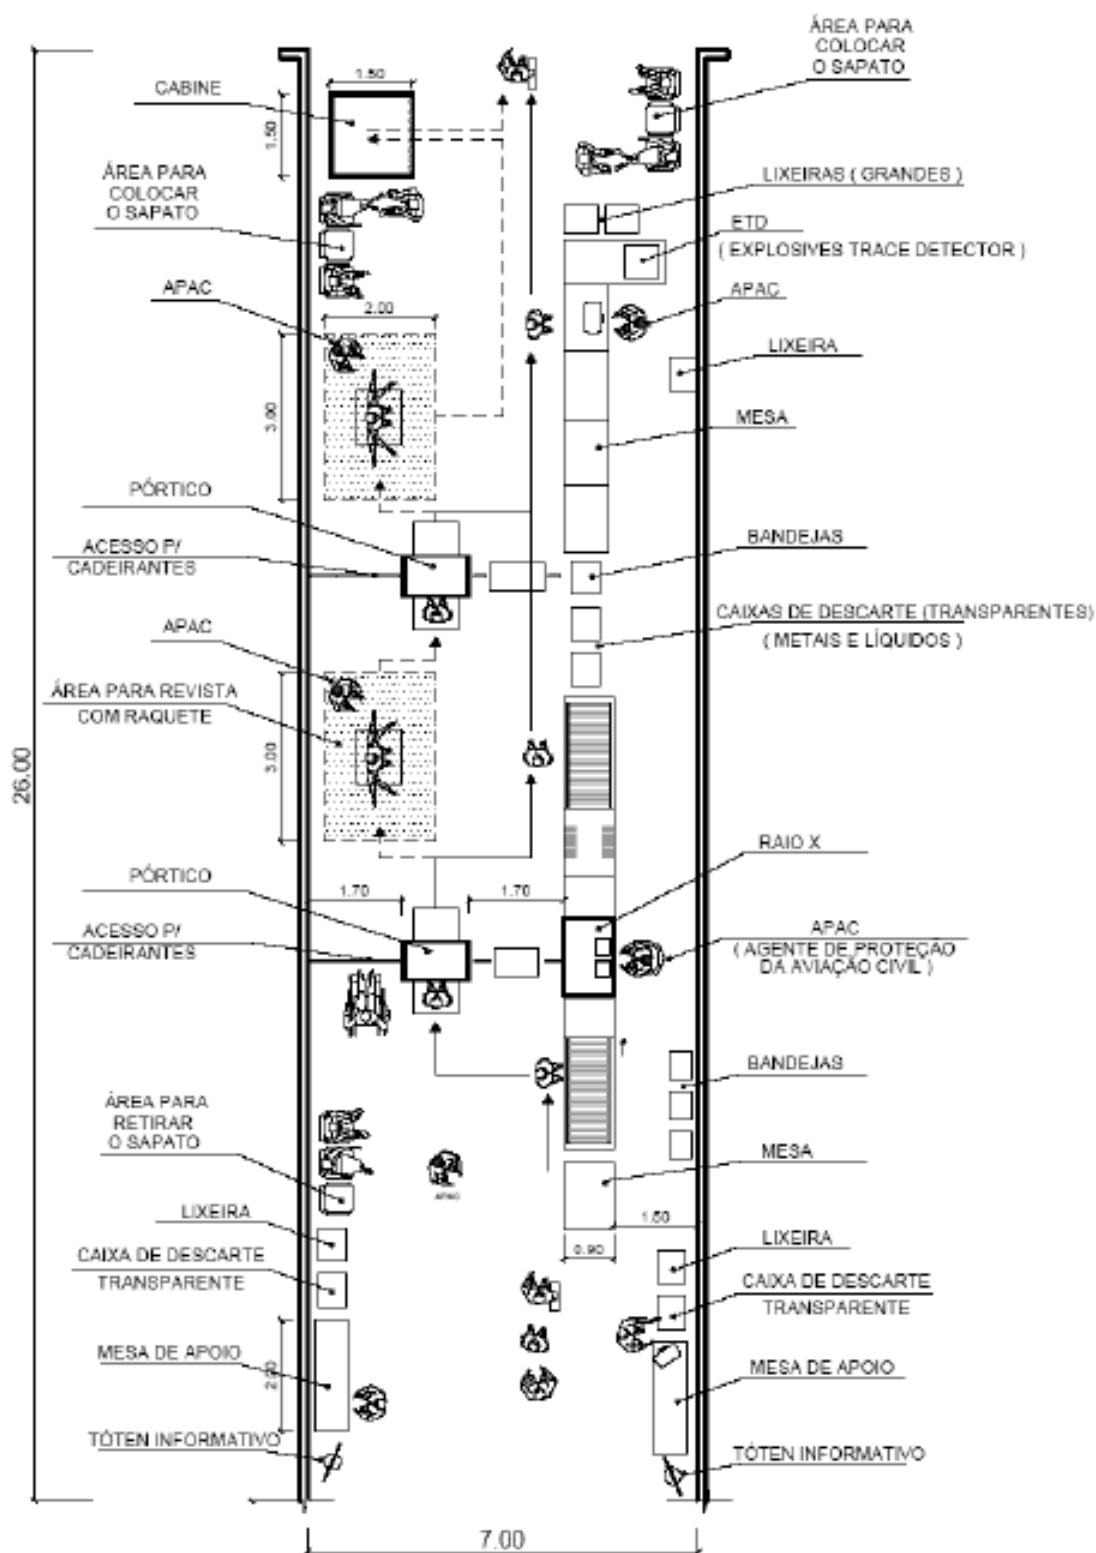 ÁREA PARA
COLOCAR
O SAPATO
1.50
CABINE
1.50
ÁREA PARA
COLOCAR
O SAPATO
LIXEIRAS ( GRANDES )
ETD
( EXPLOSIVES TRACE DETECTOR )
APAC
APAC
2.00
LIXEIRA
3.00
MESA
PÓRTICO
ACESSO P/
CADEIRANTES
BANDEJAS
CAIXAS DE DESCARTE (TRANSPARENTES)
( METAIS E LÍQUIDOS )
APAC
ÁREA PARA REVISTA
COM RAQUETE
3.00
26.00
RAIO X
PÓRTICO
1.70
1.70
ACESSO P/
CADEIRANTES
APAC
( AGENTE DE PROTEÇÃO
DA AVIAÇÃO CIVIL )
BANDEJAS
ÁREA PARA
RETIRAR
O SAPATO
MESA
APAC
1.50
LIXEIRA
0.90
LIXEIRA
CAIXA DE DESCARTE
TRANSPARENTE
CAIXA DE DESCARTE
TRANSPARENTE
MESA DE APOIO
MESA DE APOIO
TÓTEN INFORMATIVO
TÓTEN INFORMATIVO
7.00